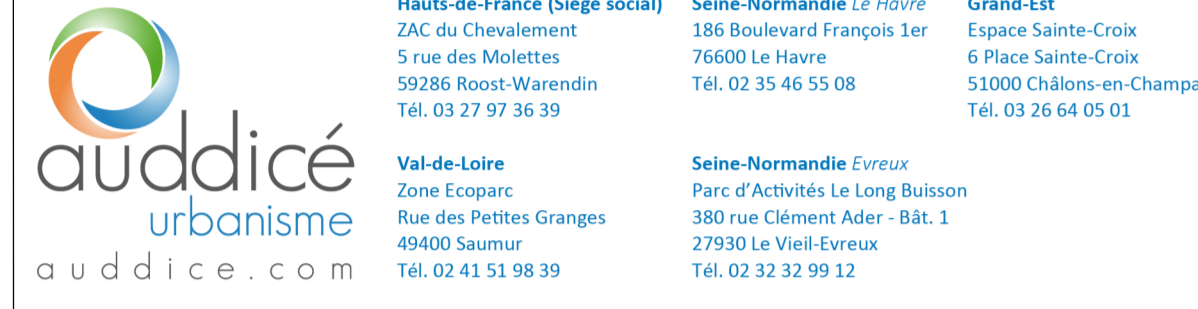 auddicé
urbanisme
auddice.com
Hauts-de-France (Siège social)
ZAC du Chevalement
5 rue des Molettes
59286 Roost-Warendin
Tél. 03 27 97 36 39
Seine-Normandie Le Havre
186 Boulevard François 1er
76600 Le Havre
Tél. 02 35 46 55 08
Grand-Est
Espace Sainte-Croix
6 Place Sainte-Croix
51000 Châlons-en-Champa
Tél. 03 26 64 05 01
Val-de-Loire
Zone Ecoparc
Rue des Petites Granges
49400 Saumur
Tél. 02 41 51 98 39
Seine-Normandie Evreux
Parc d’Activités Le Long Buisson
380 rue Clément Ader - Bât. 1
27930 Le Vieil-Evreux
Tél. 02 32 32 99 12